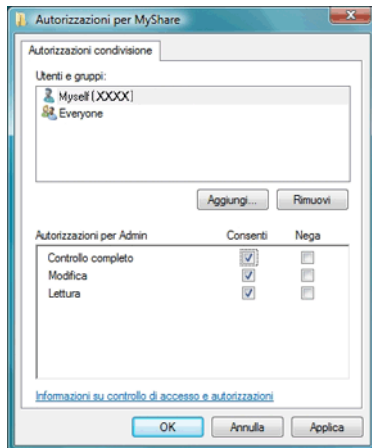 Autorizzazioni per MyShare
Autorizzazioni condivisione
Utenti e gruppi:
Myself (XXXX)
Everyone
Aggiungi... Rimuovi
Autorizzazioni per Admin Consenti Nega
Controllo completo
Modifica
Lettura
Informazioni su controllo di accesso e autorizzazioni
OK Annulla Applica